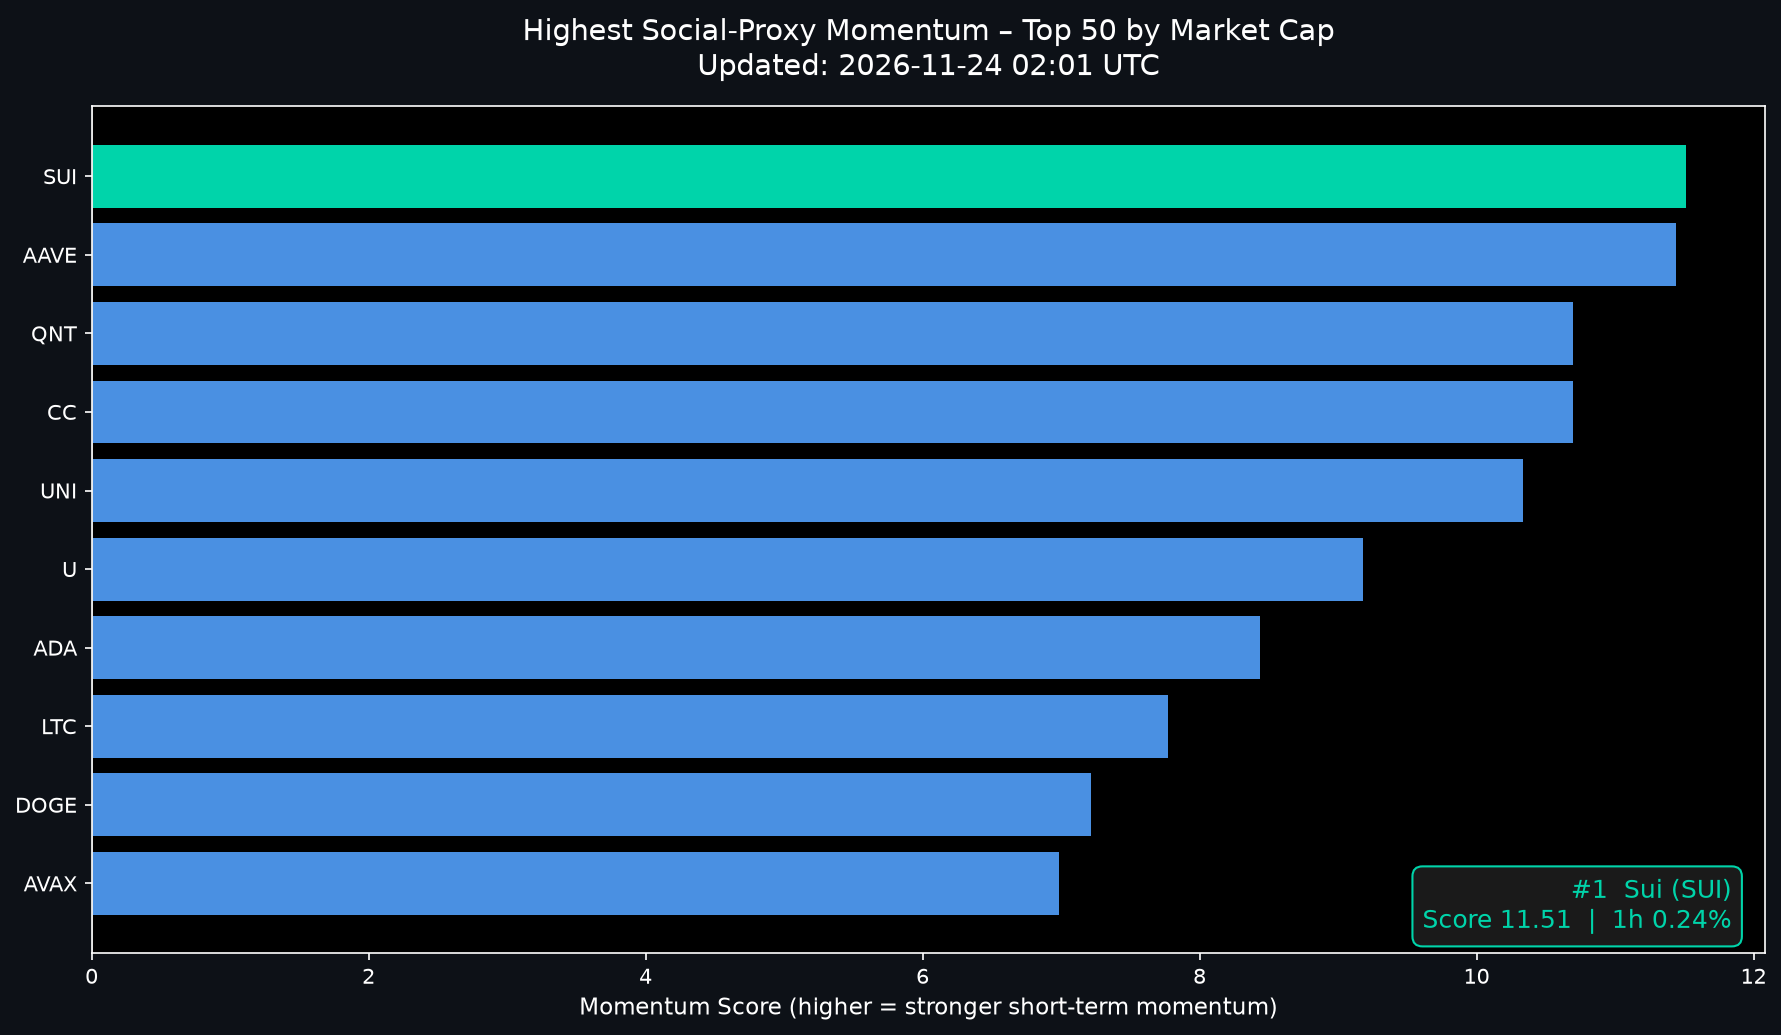 Highest Social-Proxy Momentum – Top 50 by Market Cap
Updated: 2026-11-24 02:01 UTC
SUI
AAVE
QNT
CC
UNI
U
ADA
LTC
DOGE
AVAX
#1  Sui (SUI)
Score 11.51  |  1h 0.24%
0 2 4 6 8 10 12
Momentum Score (higher = stronger short-term momentum)